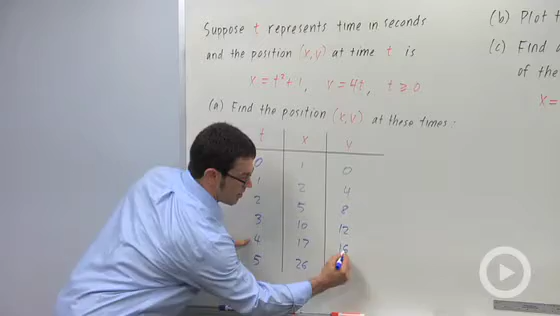 Suppose t represents time in seconds
and the position (x,y) at time t is
x = t² + 1, y = 4t, t ≥ 0
(a) Find the position (x,y) at these times:
t x y
0 1 0
1 2 4
2 5 8
3 10 12
4 17 16
5 26
(b) Plot t
(c) Find
of the
x =